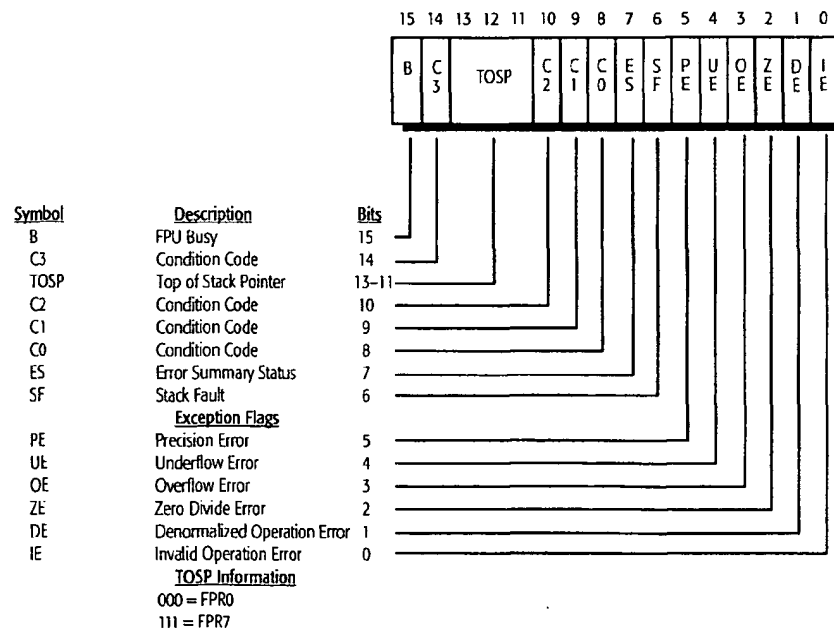 15 14 13 12 11 10 9 8 7 6 5 4 3 2 1 0
B C3 TOSP C2 C1 C0 ES SF PE UE OE ZE DE IE
Symbol Description Bits
B FPU Busy 15
C3 Condition Code 14
TOSP Top of Stack Pointer 13–11
C2 Condition Code 10
C1 Condition Code 9
C0 Condition Code 8
ES Error Summary Status 7
SF Stack Fault 6
Exception Flags
PE Precision Error 5
UE Underflow Error 4
OE Overflow Error 3
ZE Zero Divide Error 2
DE Denormalized Operation Error 1
IE Invalid Operation Error 0
TOSP Information
000 = FPR0
111 = FPR7